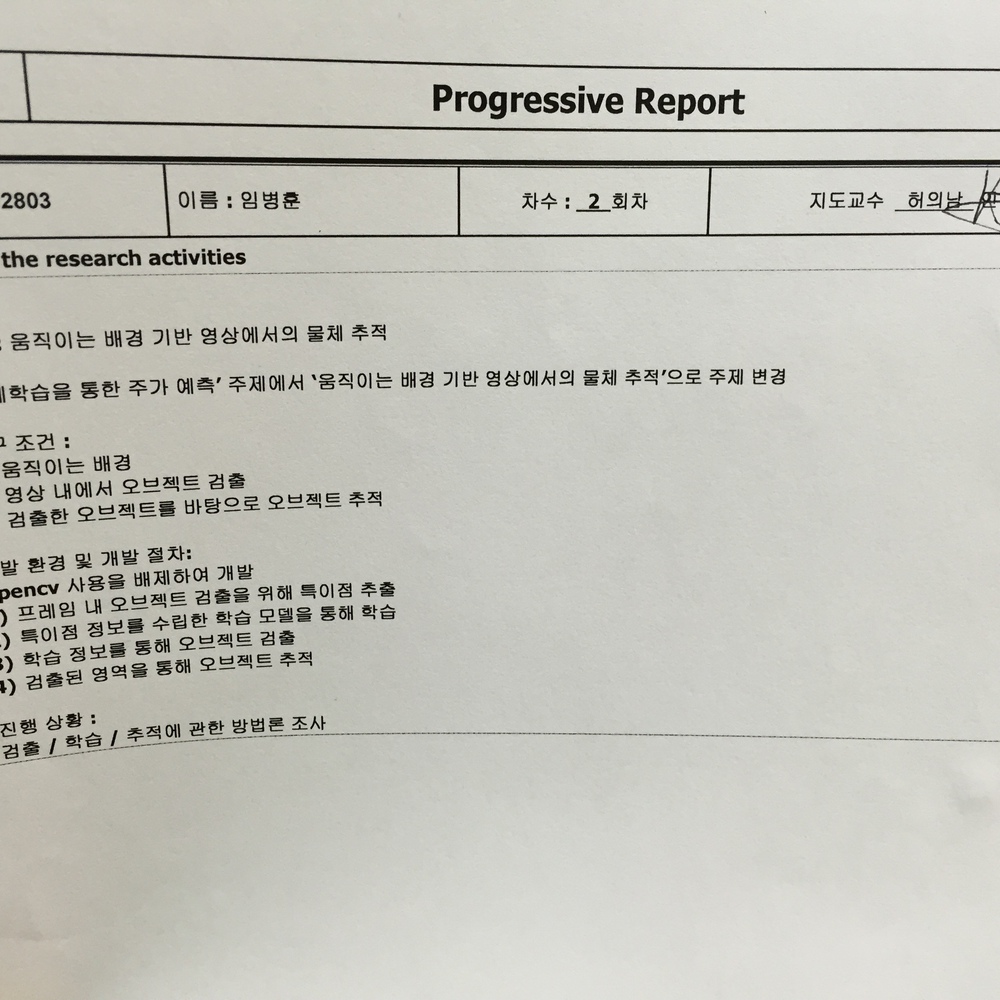 Progressive Report
2803
이름 : 임병훈
차수 : 2 회차
지도교수 허의남
the research activities
움직이는 배경 기반 영상에서의 물체 추적
통한 주가 예측’ 주제에서 ‘움직이는 배경 기반 영상에서의 물체 추적’으로 주제 변경
조건 :
움직이는 배경
영상 내에서 오브젝트 검출
검출한 오브젝트를 바탕으로 오브젝트 추적
환경 및 개발 절차:
사용을 배제하여 개발
) 프레임 내 오브젝트 검출을 위해 특이점 추출
) 특이점 정보를 수립한 학습 모델을 통해 학습
3) 학습 정보를 통해 오브젝트 검출
4) 검출된 영역을 통해 오브젝트 추적
진행 상황 :
검출 / 학습 / 추적에 관한 방법론 조사